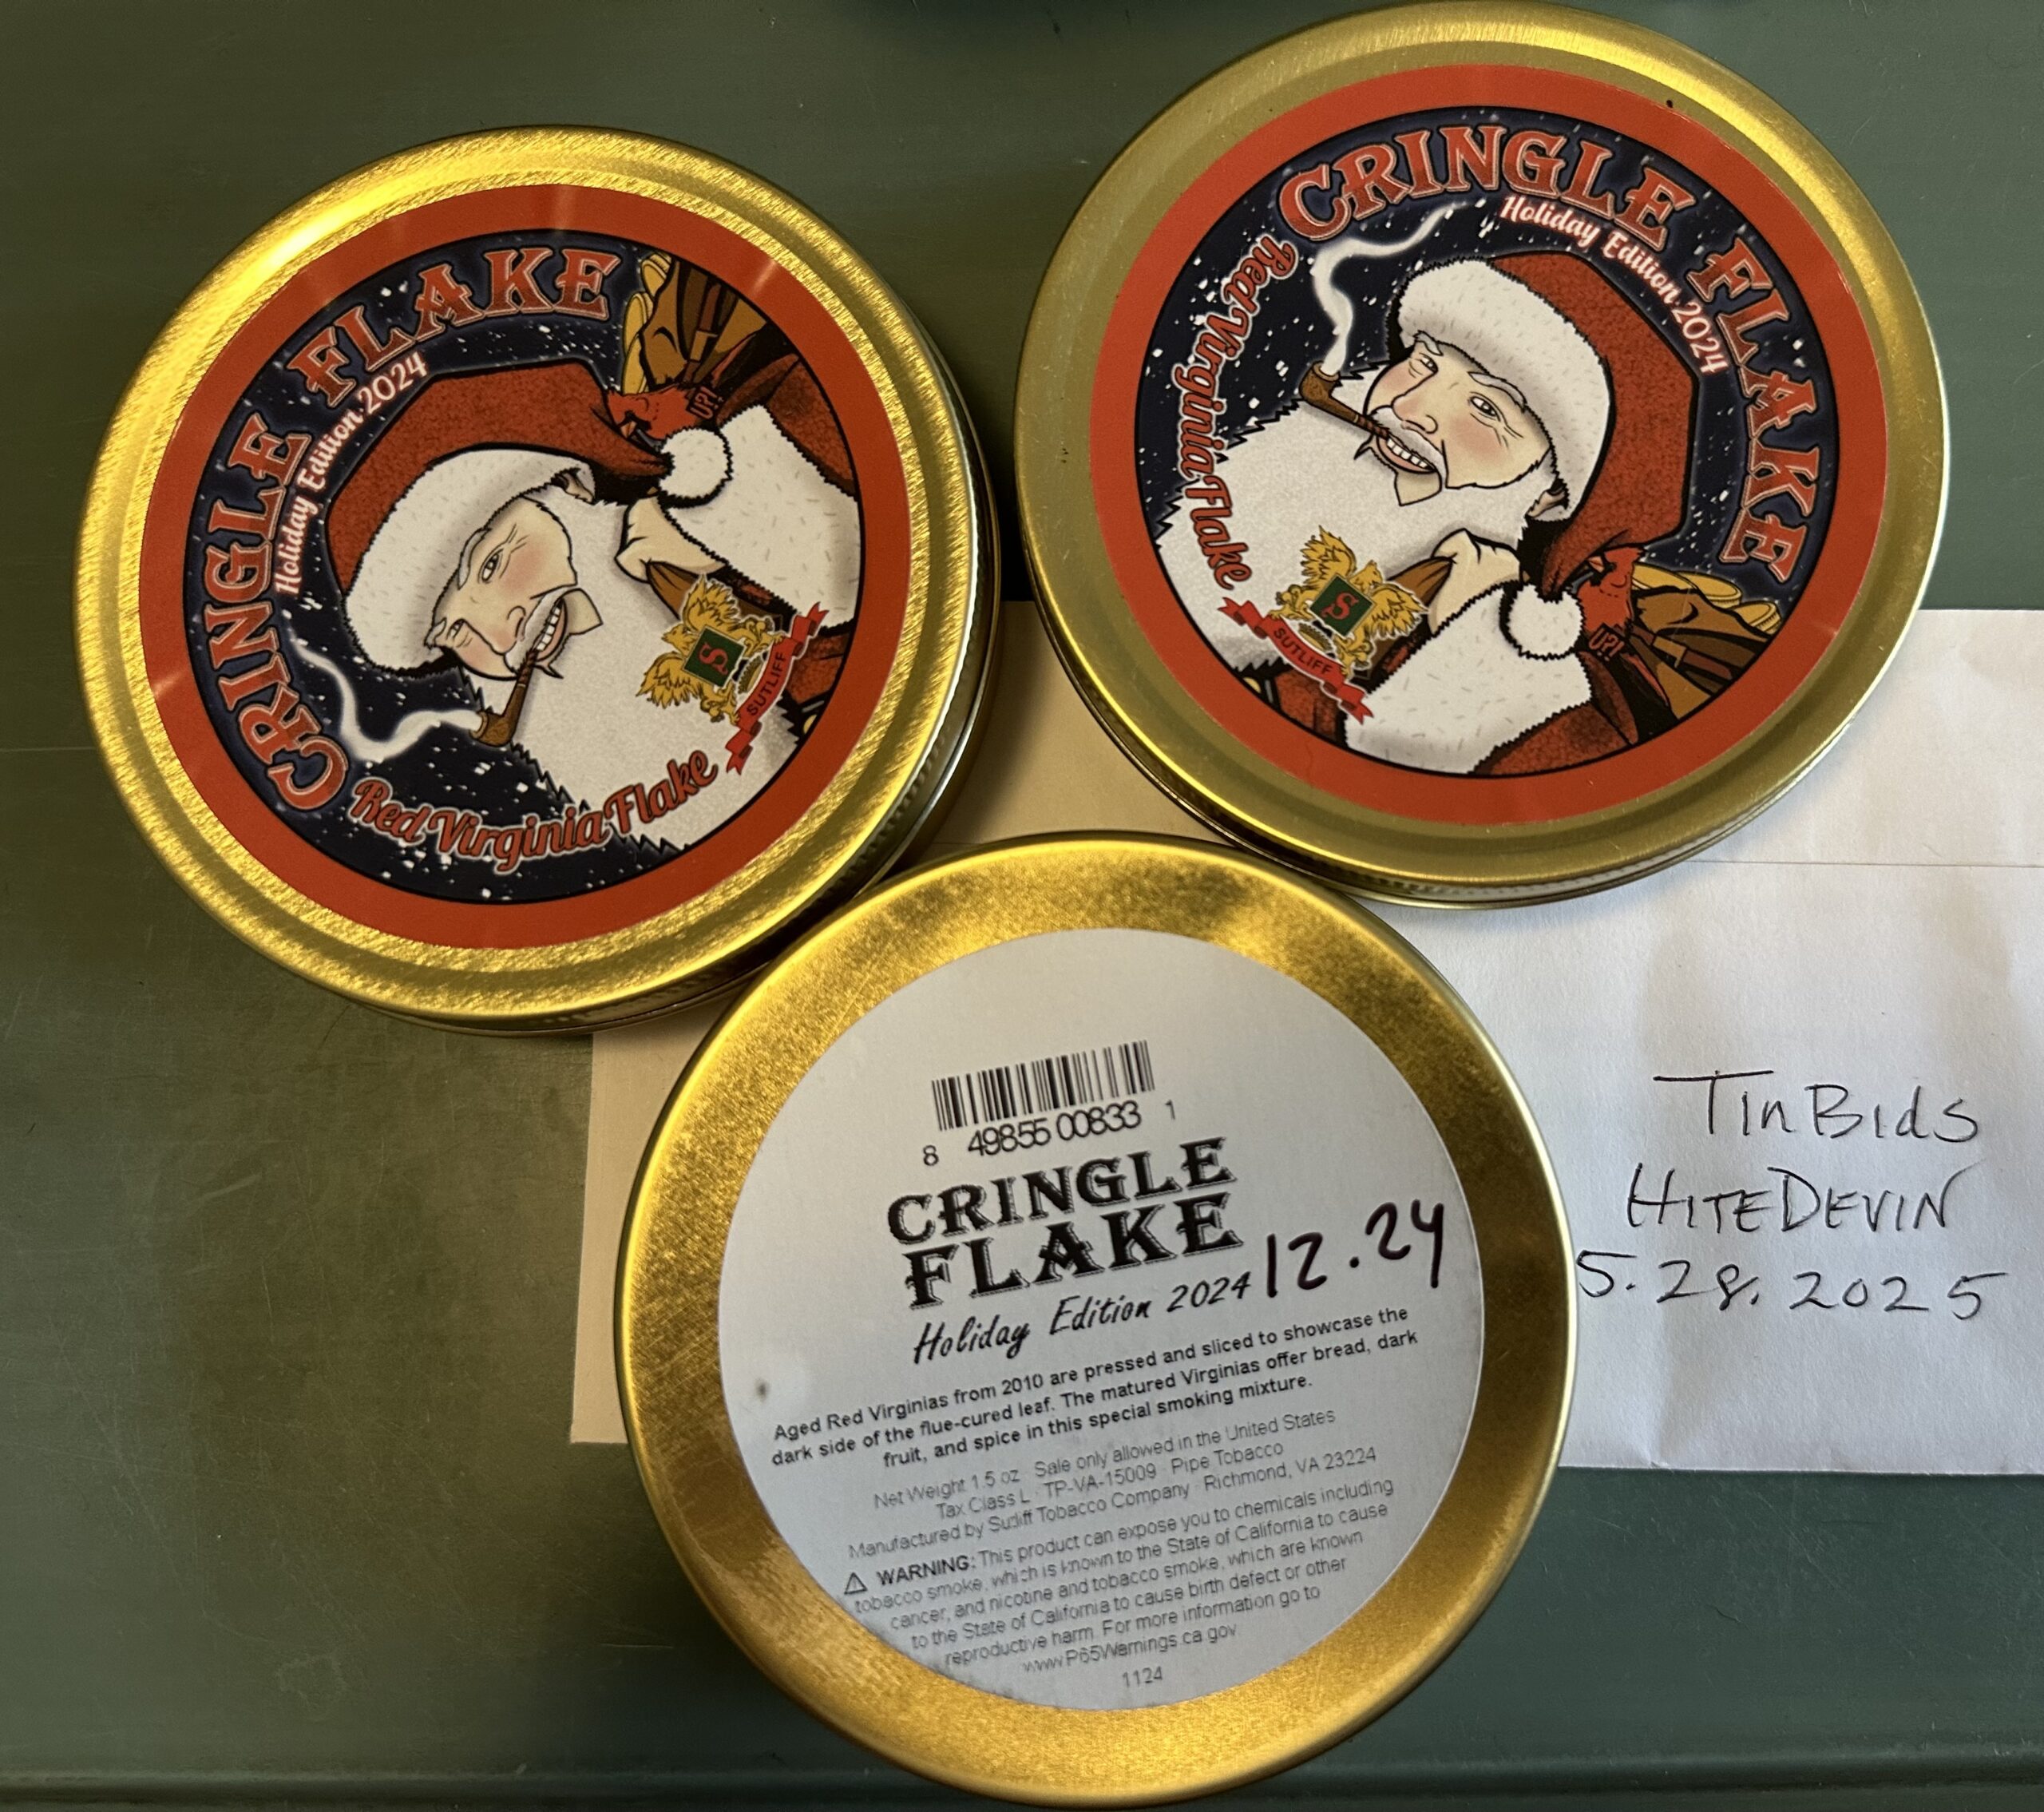 CRINGLE FLAKE
Holiday Edition 2024
UP!
S
SUTLIFF
Red Virginia Flake
CRINGLE FLAKE
Holiday Edition 2024
Red Virginia Flake
S
SUTLIFF
UP!
8 49855 00833 1
CRINGLE
FLAKE
12.24
Holiday Edition 2024
Aged Red Virginias from 2010 are pressed and sliced to showcase the
dark side of the flue-cured leaf. The matured Virginias offer bread, dark
fruit, and spice in this special smoking mixture.
Net Weight 1.5 oz · Sale only allowed in the United States
Tax Class L · TP-VA-15009 · Pipe Tobacco
Manufactured by Sutliff Tobacco Company · Richmond, VA 23224
⚠ WARNING: This product can expose you to chemicals including
tobacco smoke, which is known to the State of California to cause
cancer, and nicotine and tobacco smoke, which are known
to the State of California to cause birth defect or other
reproductive harm. For more information go to
www.P65Warnings.ca.gov
1124
TinBids
HITEDEVIN
5.28.2025